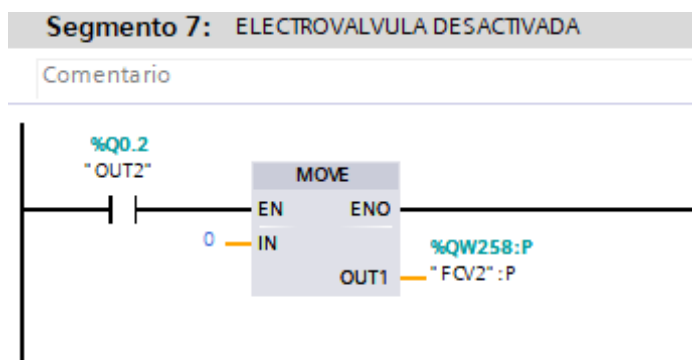 Segmento 7: ELECTROVALVULA DESACTIVADA
Comentario
%Q0.2
"OUT2"
MOVE
EN ENO
0 IN
%QW258:P
OUT1 "FCV2":P